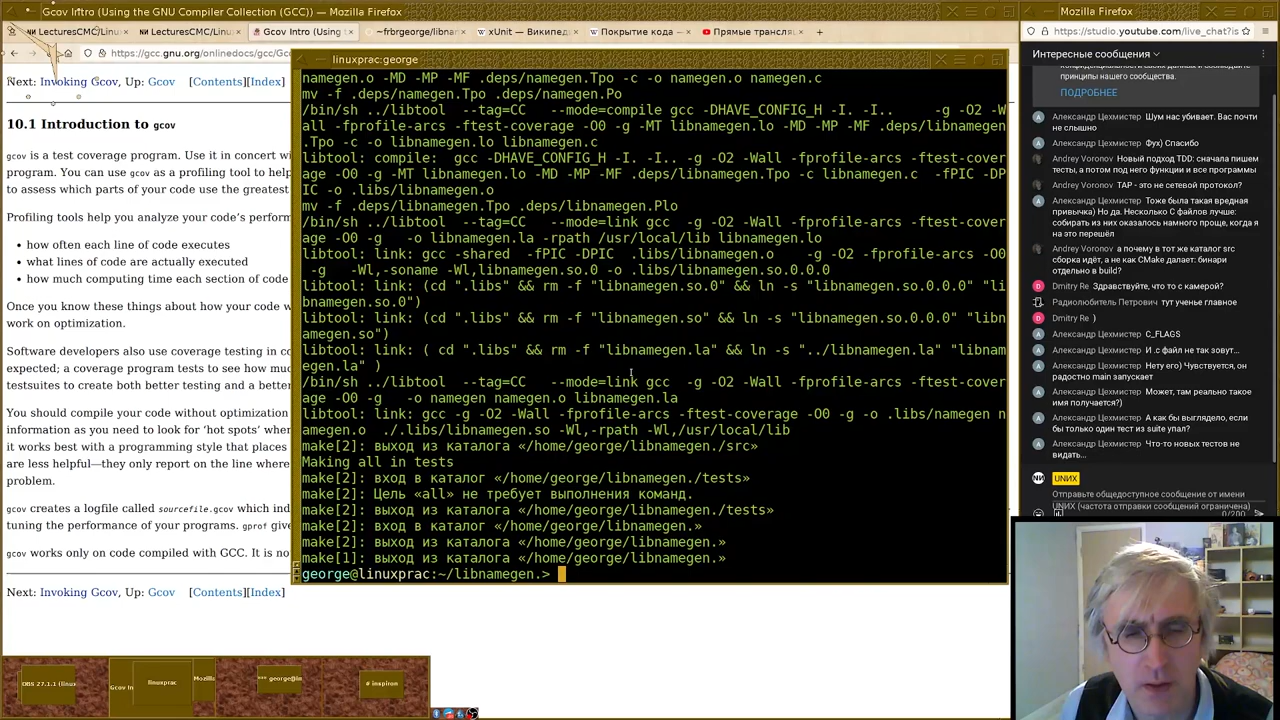 Gcov Intro (Using the GNU Compiler Collection (GCC)) — Mozilla Firefox
LecturesCMC/Linu
LecturesCMC/Linu
Gcov Intro (Using t
~frbrgeorge/libnan
xUnit — Википед
Покрытие кода —
Прямые трансляц
https://gcc.gnu.org/onlinedocs/gcc/G
Next: Invoking Gcov, Up: Gcov [Contents][Index]
10.1 Introduction to gcov
gcov is a test coverage program. Use it in concert wi
program. You can use gcov as a profiling tool to help
to assess which parts of your code use the greatest
Profiling tools help you analyze your code's perform
• how often each line of code executes
• what lines of code are actually executed
• how much computing time each section of code
Once you know these things about how your code w
work on optimization.
Software developers also use coverage testing in co
expected; a coverage program tests to see how muc
testsuites to create both better testing and a better
You should compile your code without optimization
information as you need to look for 'hot spots' wher
it works best with a programming style that places
are less helpful—they only report on the line where
problem.
gcov creates a logfile called sourcefile.gcov which ind
tuning the performance of your programs. gprof give
gcov works only on code compiled with GCC. It is no
Next: Invoking Gcov, Up: Gcov [Contents][Index]
linuxprac:george
namegen.o -MD -MP -MF .deps/namegen.Tpo -c -o namegen.o namegen.c
mv -f .deps/namegen.Tpo .deps/namegen.Po
/bin/sh ../libtool  --tag=CC   --mode=compile gcc -DHAVE_CONFIG_H -I. -I..     -g -O2 -W
all -fprofile-arcs -ftest-coverage -O0 -g -MT libnamegen.lo -MD -MP -MF .deps/libnamegen
.Tpo -c -o libnamegen.lo libnamegen.c
libtool: compile:  gcc -DHAVE_CONFIG_H -I. -I.. -g -O2 -Wall -fprofile-arcs -ftest-cover
age -O0 -g -MT libnamegen.lo -MD -MP -MF .deps/libnamegen.Tpo -c libnamegen.c  -fPIC -DP
IC -o .libs/libnamegen.o
mv -f .deps/libnamegen.Tpo .deps/libnamegen.Plo
/bin/sh ../libtool  --tag=CC   --mode=link gcc  -g -O2 -Wall -fprofile-arcs -ftest-cover
age -O0 -g   -o libnamegen.la -rpath /usr/local/lib libnamegen.lo
libtool: link: gcc -shared  -fPIC -DPIC  .libs/libnamegen.o    -g -O2 -fprofile-arcs -O0
-g   -Wl,-soname -Wl,libnamegen.so.0 -o .libs/libnamegen.so.0.0.0
libtool: link: (cd ".libs" && rm -f "libnamegen.so.0" && ln -s "libnamegen.so.0.0.0" "li
bnamegen.so.0")
libtool: link: (cd ".libs" && rm -f "libnamegen.so" && ln -s "libnamegen.so.0.0.0" "libn
amegen.so")
libtool: link: ( cd ".libs" && rm -f "libnamegen.la" && ln -s "../libnamegen.la" "libnam
egen.la" )
/bin/sh ../libtool  --tag=CC   --mode=link gcc  -g -O2 -Wall -fprofile-arcs -ftest-cover
age -O0 -g   -o namegen namegen.o libnamegen.la
libtool: link: gcc -g -O2 -Wall -fprofile-arcs -ftest-coverage -O0 -g -o .libs/namegen n
amegen.o  ./.libs/libnamegen.so -Wl,-rpath -Wl,/usr/local/lib
make[2]: выход из каталога «/home/george/libnamegen./src»
Making all in tests
make[2]: вход в каталог «/home/george/libnamegen./tests»
make[2]: Цель «all» не требует выполнения команд.
make[2]: выход из каталога «/home/george/libnamegen./tests»
make[2]: вход в каталог «/home/george/libnamegen.»
make[2]: выход из каталога «/home/george/libnamegen.»
make[1]: выход из каталога «/home/george/libnamegen.»
george@linuxprac:~/libnamegen.>
Mozilla Firefox
https://studio.youtube.com/live_chat?is
Интересные сообщения
принципы нашего сообщества.
ПОДРОБНЕЕ
Александр Цехмистер Шум нас убивает. Вас почти
не слышно
Александр Цехмистер Фух) Спасибо
Andrey Voronov Новый подход TDD: сначала пишем
тесты, а потом под него функции и все программы
Andrey Voronov TAP - это не сетевой протокол?
Александр Цехмистер Тоже была такая вредная
привычка) Но да. Несколько С файлов лучше:
собирать из них оказалось намного проще, когда я
на это перешёл
Andrey Voronov а почему в тот же каталог src
сборка идёт, а не как CMake делает: бинари
отдельно в build?
Dmitry Re Здравствуйте, что то с камерой?
Радиолюбитель Петрович тут ученье главное
Dmitry Re )
Александр Цехмистер C_FLAGS
Александр Цехмистер И .c файл не так зовут...
Александр Цехмистер Нету его) Чувствуется, он
радостно main запускает
Александр Цехмистер Может, там реально такое
имя получается?)
Александр Цехмистер А как бы выглядело, если
бы только один тест из suite упал?
Александр Цехмистер Что-то новых тестов не
видать...
UNИX
Отправьте общедоступное сообщение от имени
UNИX (частота отправки сообщений ограничена)
0/200
OBS 27.1.1 (linux
Gcov In
linuxprac
Mozilla
george@lin
# inspiron